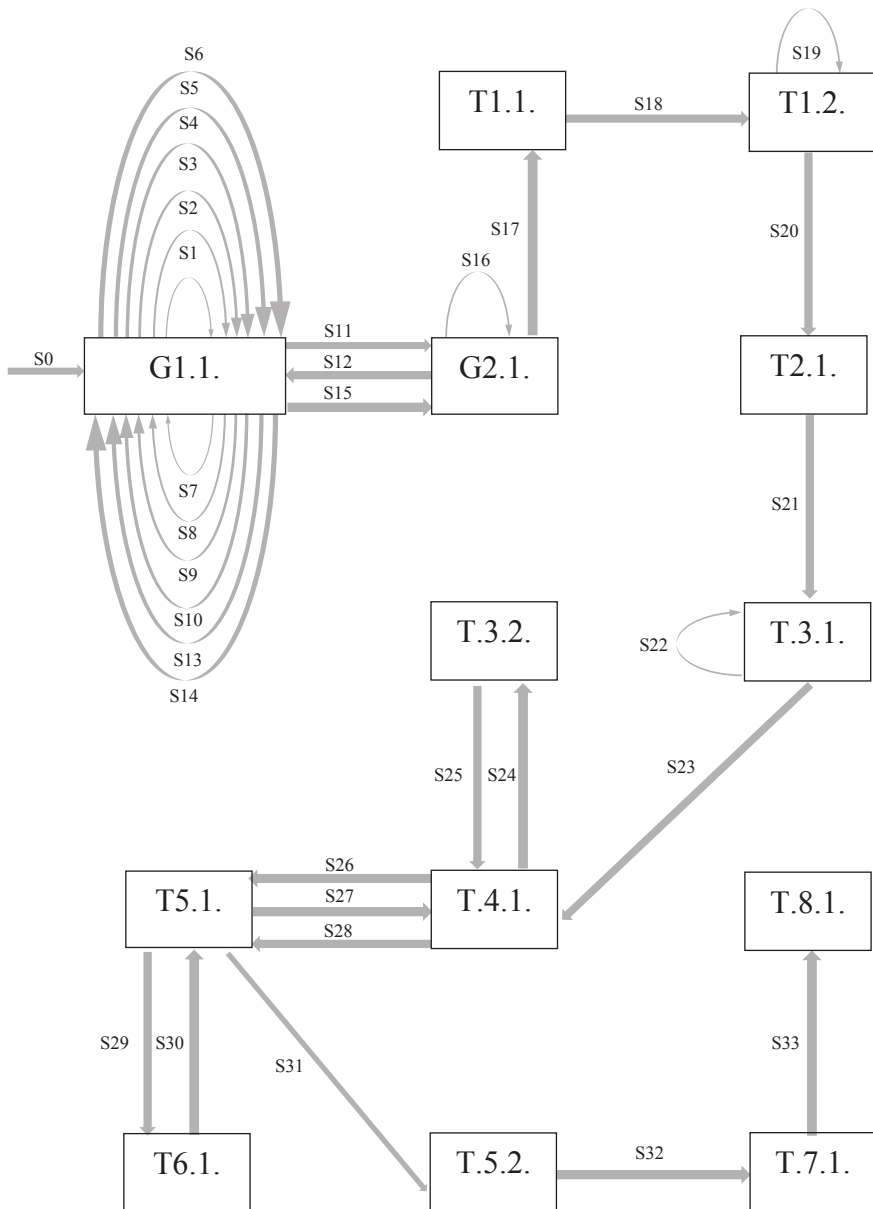 S6
S5
S4
S3
S2
S1
S0
G1.1.
S7
S8
S9
S10
S13
S14
S11
S12
S15
S16
G2.1.
S17
T1.1.
S18
S19
T1.2.
S20
T2.1.
S21
S22
T.3.1.
S23
T.3.2.
S25
S24
T.4.1.
S26
S27
S28
T5.1.
S29
S30
T6.1.
S31
T.5.2.
S32
T.7.1.
S33
T.8.1.